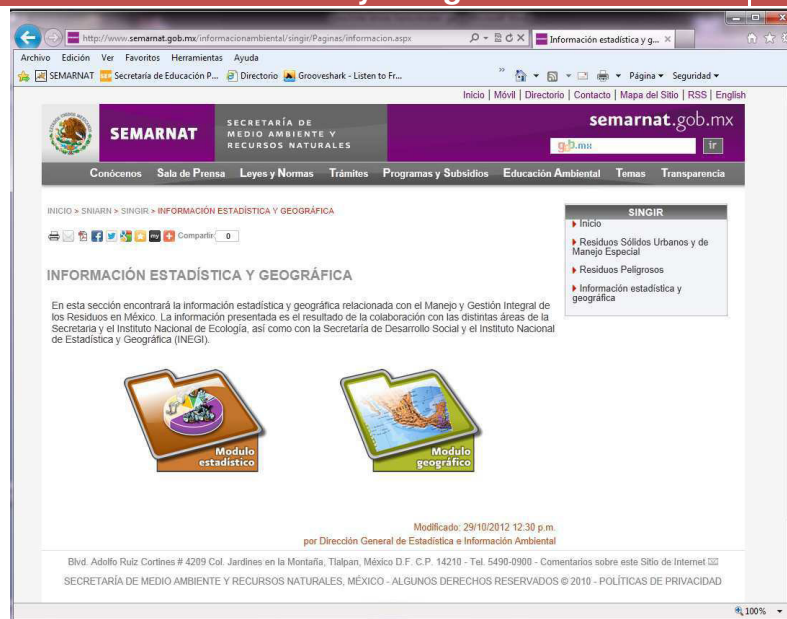 http://www.semarnat.gob.mx/informacionambiental/singir/Paginas/informacion.aspx
Información estadística y g...
Archivo Edición Ver Favoritos Herramientas Ayuda
SEMARNAT Secretaría de Educación P... Directorio Grooveshark - Listen to Fr... Página Seguridad
Inicio | Móvil | Directorio | Contacto | Mapa del Sitio | RSS | English
SEMARNAT
SECRETARÍA DE
MEDIO AMBIENTE Y
RECURSOS NATURALES
semarnat.gob.mx
gob.mx ir
Conócenos Sala de Prensa Leyes y Normas Trámites Programas y Subsidios Educación Ambiental Temas Transparencia
INICIO > SNIARN > SINGIR > INFORMACIÓN ESTADÍSTICA Y GEOGRÁFICA
Compartir 0
INFORMACIÓN ESTADÍSTICA Y GEOGRÁFICA
En esta sección encontrará la información estadística y geográfica relacionada con el Manejo y Gestión Integral de
los Residuos en México. La información presentada es el resultado de la colaboración con las distintas áreas de la
Secretaria y el Instituto Nacional de Ecología, así como con la Secretaría de Desarrollo Social y el Instituto Nacional
de Estadística y Geográfica (INEGI).
SINGIR
Inicio
Residuos Sólidos Urbanos y de
Manejo Especial
Residuos Peligrosos
Información estadística y
geográfica
Modulo
estadístico
Modulo
geográfico
Modificado: 29/10/2012 12:30 p.m.
por Dirección General de Estadística e Información Ambiental
Blvd. Adolfo Ruiz Cortines # 4209 Col. Jardines en la Montaña, Tlalpan, México D.F. C.P. 14210 - Tel. 5490-0900 - Comentarios sobre este Sitio de Internet
SECRETARÍA DE MEDIO AMBIENTE Y RECURSOS NATURALES, MÉXICO - ALGUNOS DERECHOS RESERVADOS © 2010 - POLÍTICAS DE PRIVACIDAD
100%